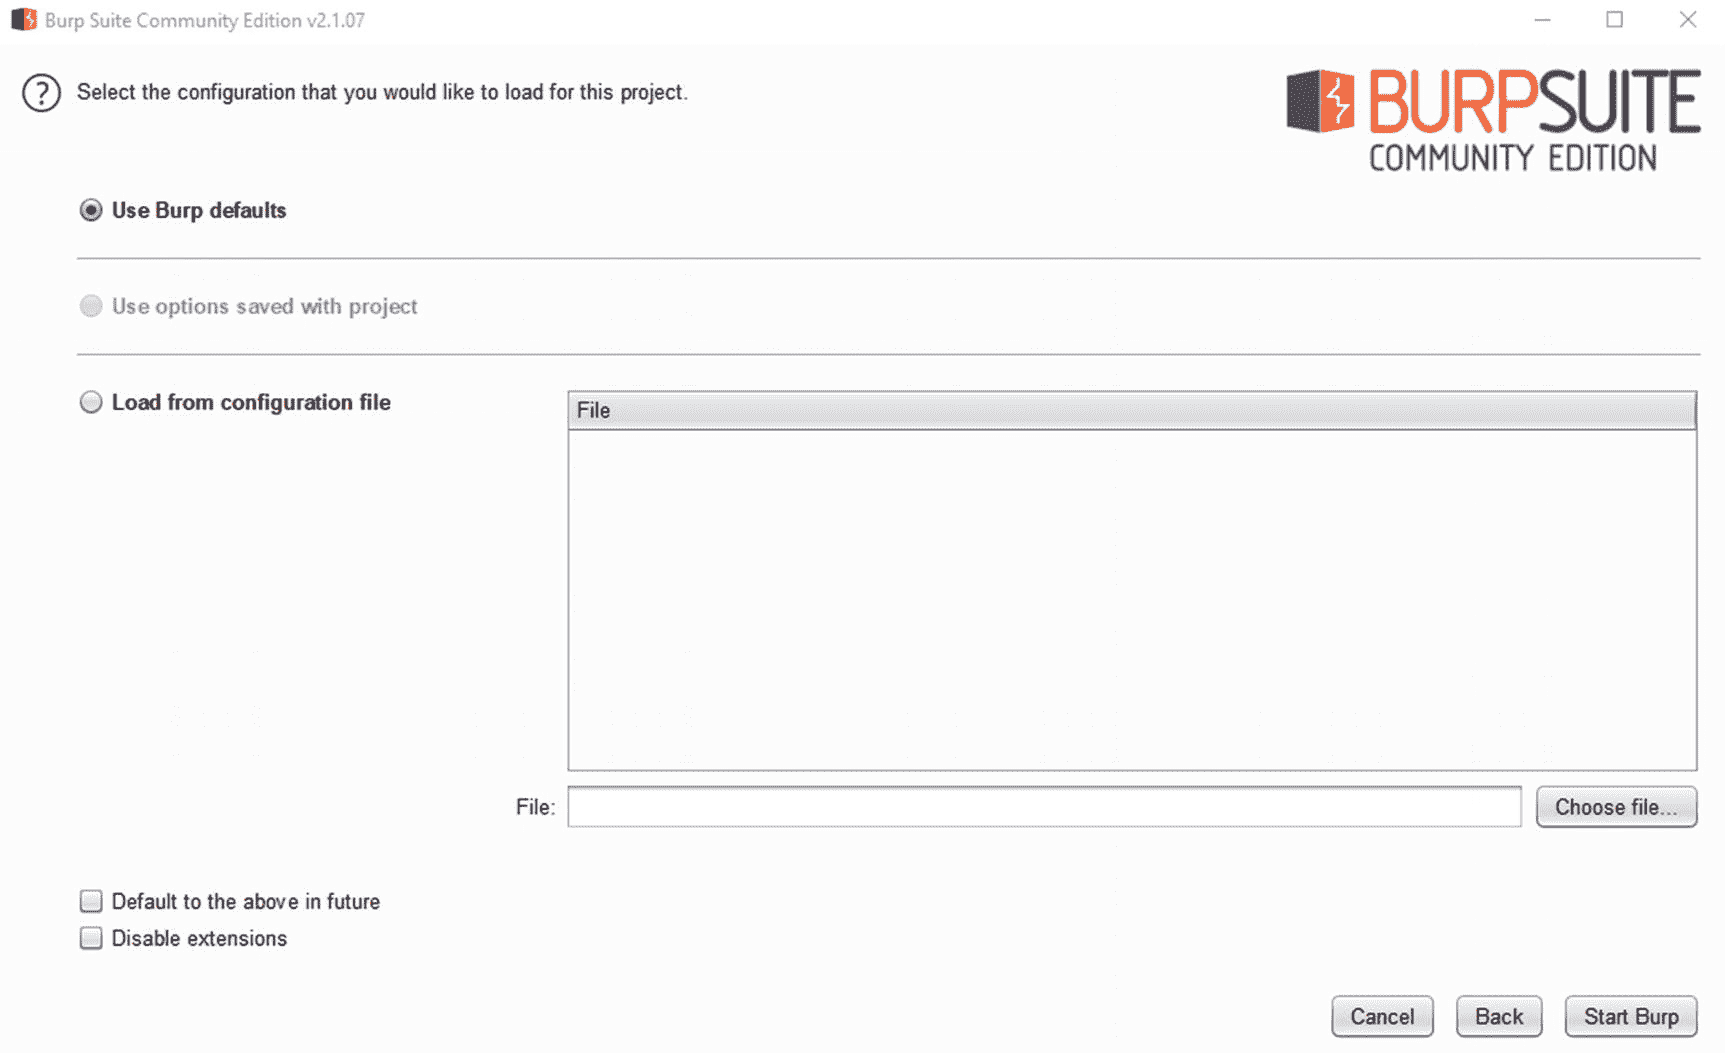 Burp Suite Community Edition v2.1.07
? Select the configuration that you would like to load for this project.
BURPSUITE
COMMUNITY EDITION
Use Burp defaults
Use options saved with project
Load from configuration file
File
File:
Choose file...
Default to the above in future
Disable extensions
Cancel
Back
Start Burp